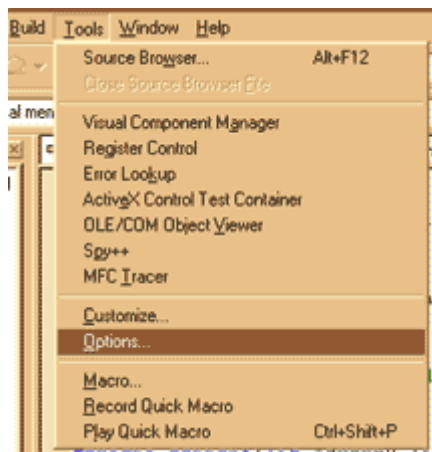 Build Tools Window Help
Source Browser... Alt+F12
Close Source Browser File
al men
Visual Component Manager
Register Control
Error Lookup
ActiveX Control Test Container
OLE/COM Object Viewer
Spy++
MFC Tracer
Customize...
Options...
Macro...
Record Quick Macro
Play Quick Macro Ctrl+Shift+P